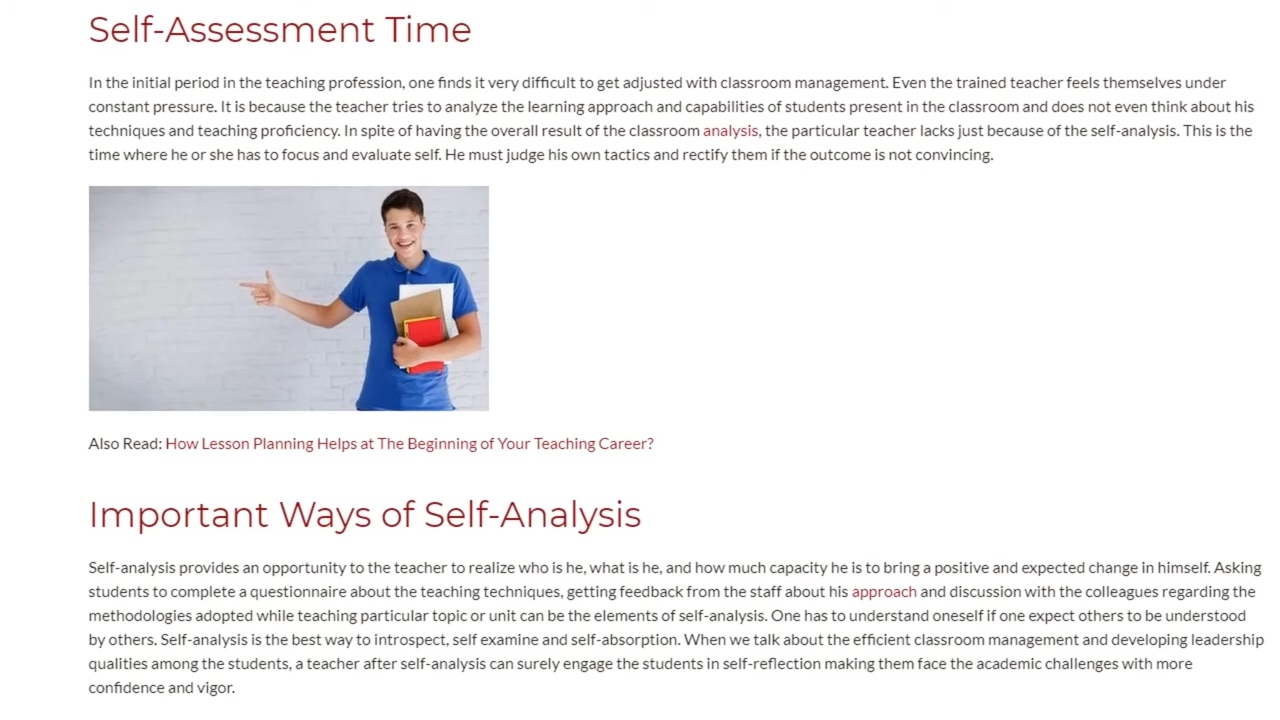 Self-Assessment Time
In the initial period in the teaching profession, one finds it very difficult to get adjusted with classroom management. Even the trained teacher feels themselves under
constant pressure. It is because the teacher tries to analyze the learning approach and capabilities of students present in the classroom and does not even think about his
techniques and teaching proficiency. In spite of having the overall result of the classroom analysis, the particular teacher lacks just because of the self-analysis. This is the
time where he or she has to focus and evaluate self. He must judge his own tactics and rectify them if the outcome is not convincing.
Also Read: How Lesson Planning Helps at The Beginning of Your Teaching Career?
Important Ways of Self-Analysis
Self-analysis provides an opportunity to the teacher to realize who is he, what is he, and how much capacity he is to bring a positive and expected change in himself. Asking
students to complete a questionnaire about the teaching techniques, getting feedback from the staff about his approach and discussion with the colleagues regarding the
methodologies adopted while teaching particular topic or unit can be the elements of self-analysis. One has to understand oneself if one expect others to be understood
by others. Self-analysis is the best way to introspect, self examine and self-absorption. When we talk about the efficient classroom management and developing leadership
qualities among the students, a teacher after self-analysis can surely engage the students in self-reflection making them face the academic challenges with more
confidence and vigor.